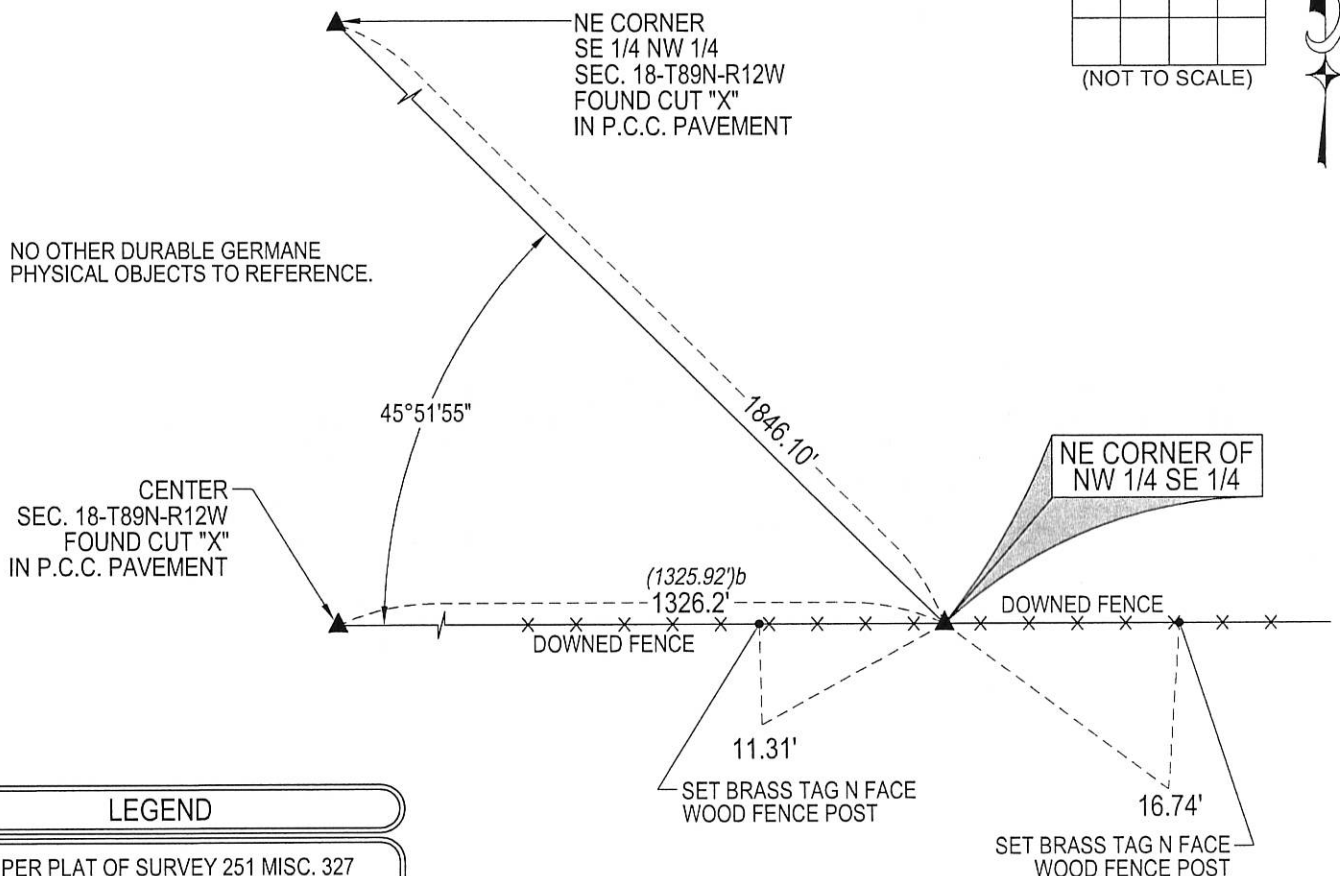 NE CORNER
SE 1/4 NW 1/4
SEC. 18-T89N-R12W
FOUND CUT "X"
IN P.C.C. PAVEMENT
(NOT TO SCALE)
NO OTHER DURABLE GERMANE
PHYSICAL OBJECTS TO REFERENCE.
45°51'55"
1846.10'
NE CORNER OF
NW 1/4 SE 1/4
CENTER
SEC. 18-T89N-R12W
FOUND CUT "X"
IN P.C.C. PAVEMENT
(1325.92')b
1326.2'
DOWNED FENCE
DOWNED FENCE
11.31'
SET BRASS TAG N FACE
WOOD FENCE POST
16.74'
SET BRASS TAG N FACE
WOOD FENCE POST
LEGEND
PER PLAT OF SURVEY 251 MISC. 327